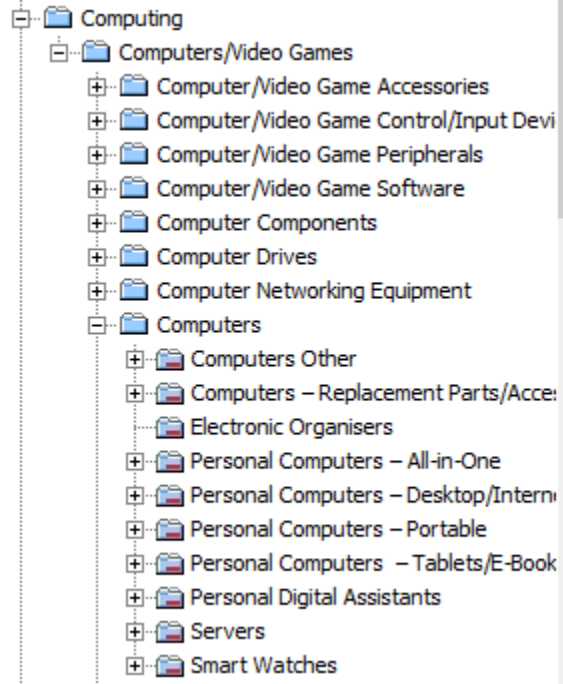 Computing
Computers/Video Games
Computer/Video Game Accessories
Computer/Video Game Control/Input Devi
Computer/Video Game Peripherals
Computer/Video Game Software
Computer Components
Computer Drives
Computer Networking Equipment
Computers
Computers Other
Computers – Replacement Parts/Acces
Electronic Organisers
Personal Computers – All-in-One
Personal Computers – Desktop/Intern
Personal Computers – Portable
Personal Computers – Tablets/E-Book
Personal Digital Assistants
Servers
Smart Watches